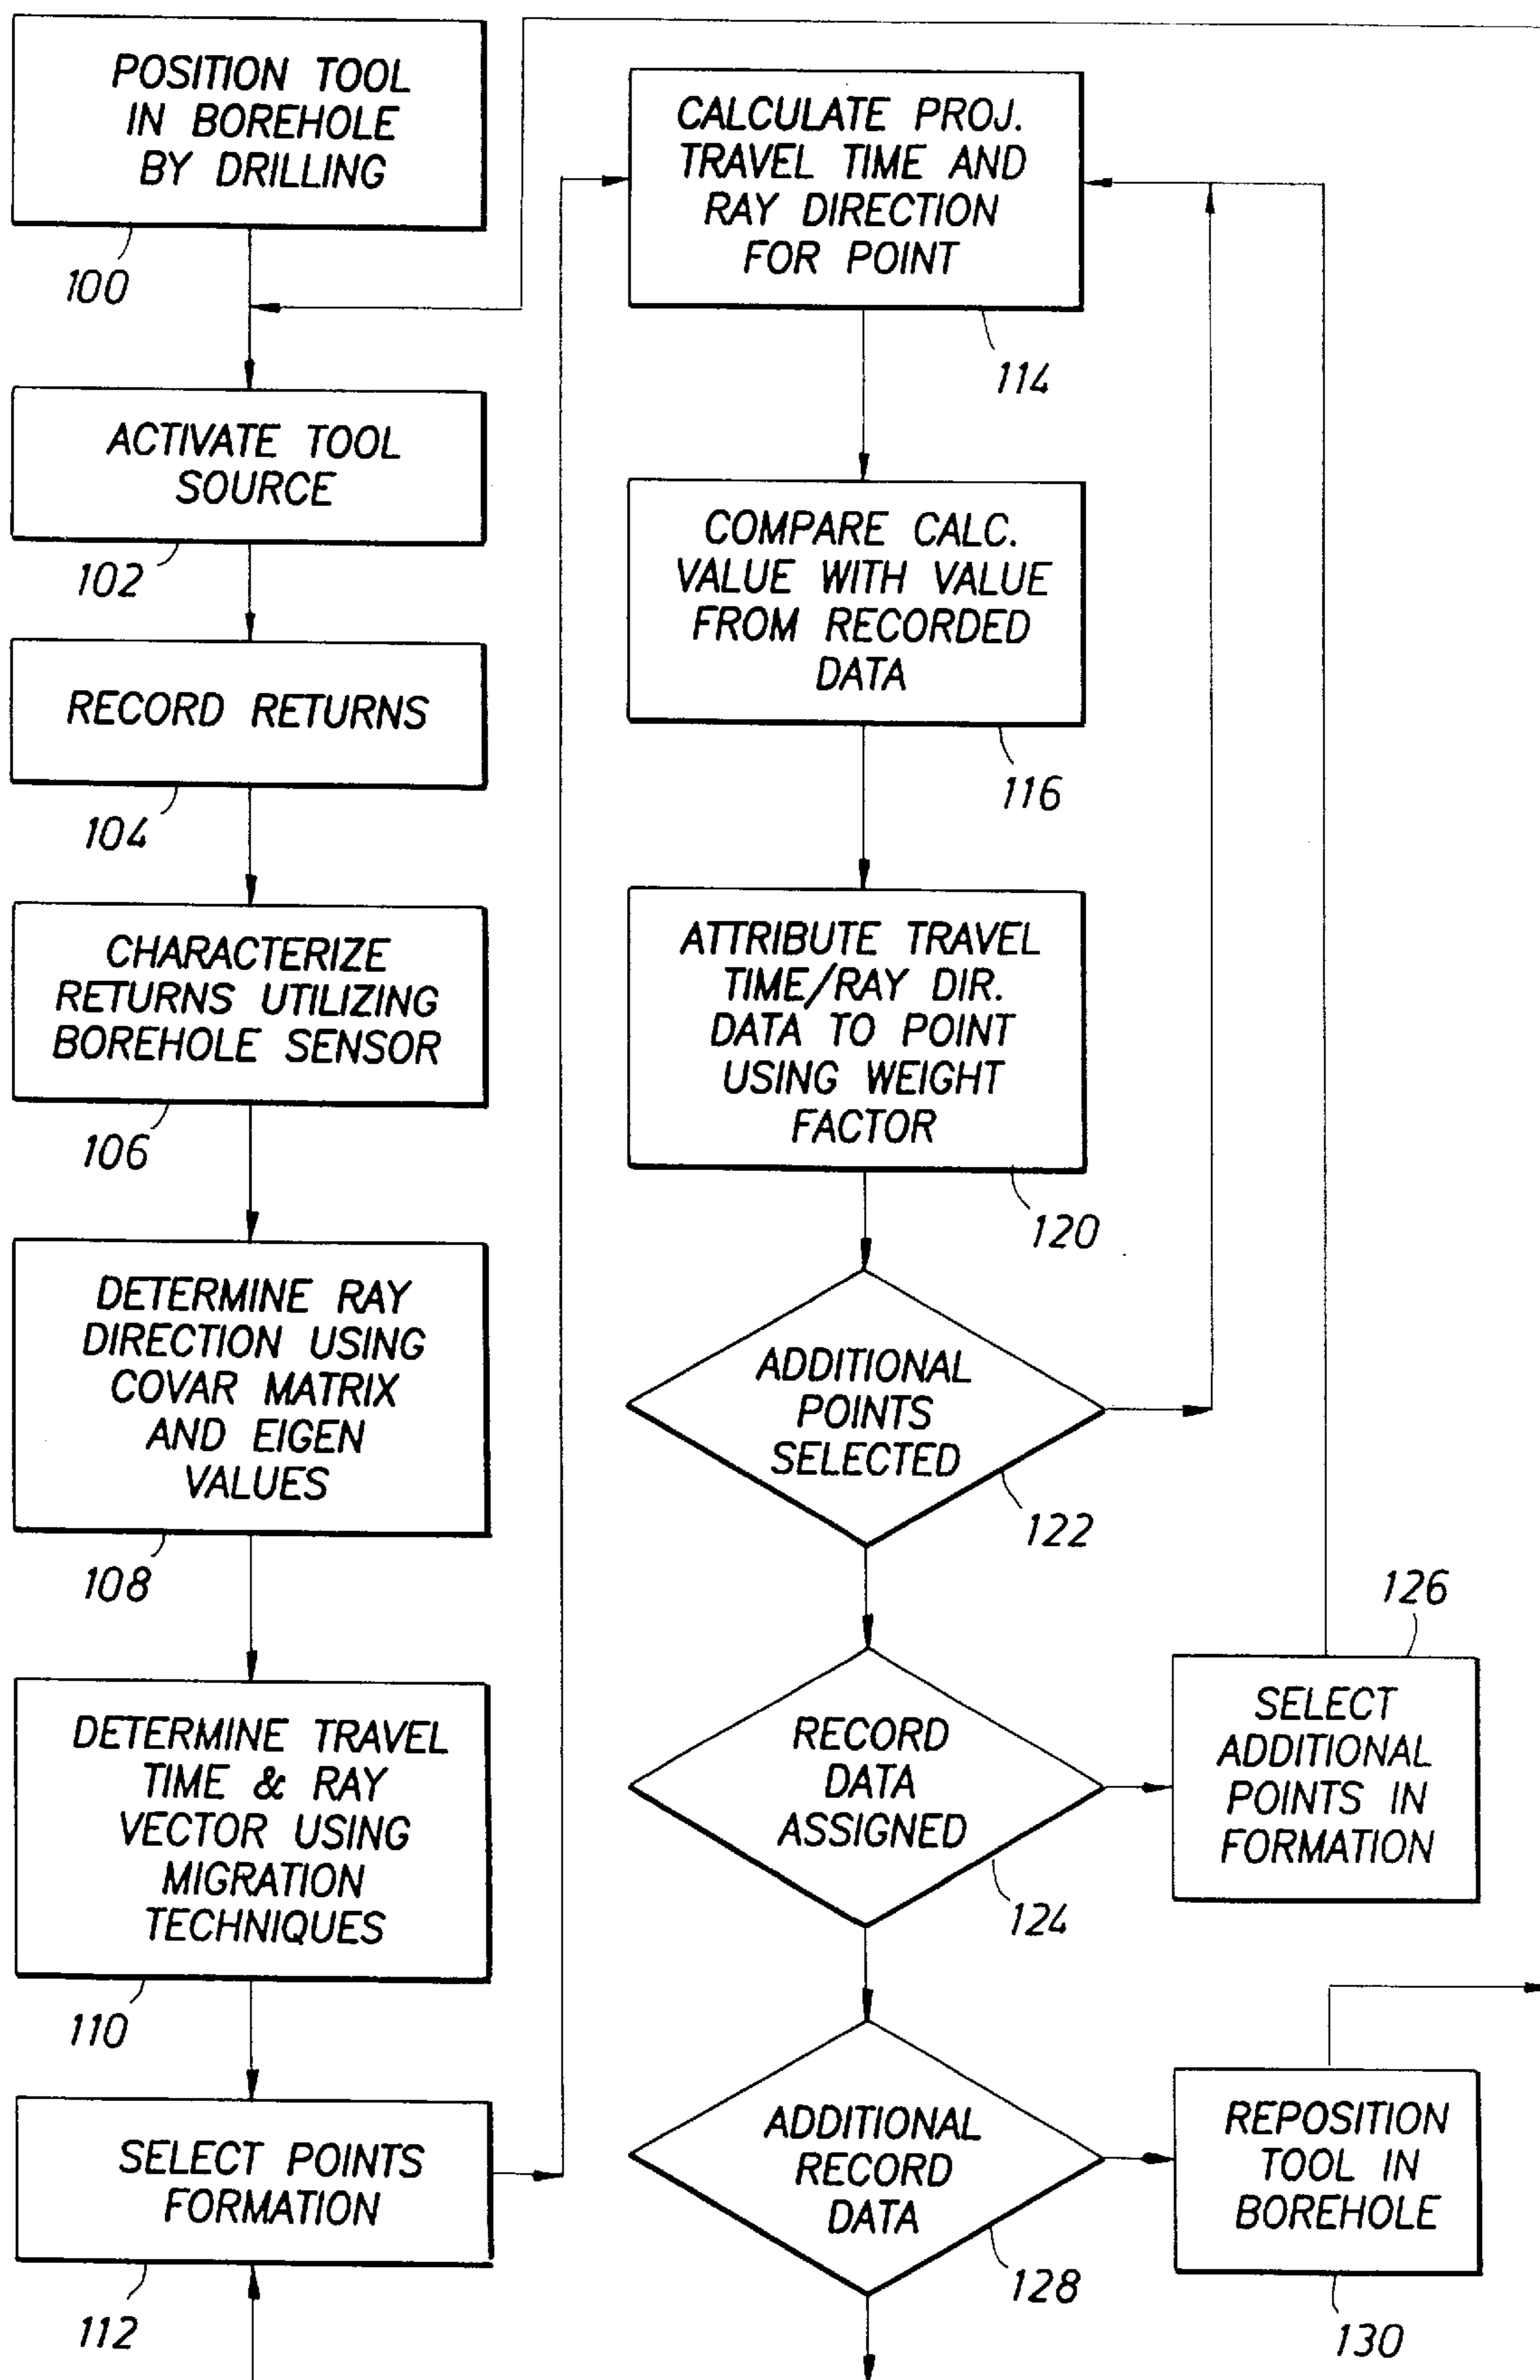 POSITION TOOL
IN BOREHOLE
BY DRILLING
100
ACTIVATE TOOL
SOURCE
102
RECORD RETURNS
104
CHARACTERIZE
RETURNS UTILIZING
BOREHOLE SENSOR
106
DETERMINE RAY
DIRECTION USING
COVAR MATRIX
AND EIGEN
VALUES
108
DETERMINE TRAVEL
TIME & RAY
VECTOR USING
MIGRATION
TECHNIQUES
110
SELECT POINTS
FORMATION
112
CALCULATE PROJ.
TRAVEL TIME AND
RAY DIRECTION
FOR POINT
114
COMPARE CALC.
VALUE WITH VALUE
FROM RECORDED
DATA
116
ATTRIBUTE TRAVEL
TIME/RAY DIR.
DATA TO POINT
USING WEIGHT
FACTOR
120
ADDITIONAL
POINTS
SELECTED
122
RECORD
DATA
ASSIGNED
124
126
SELECT
ADDITIONAL
POINTS IN
FORMATION
ADDITIONAL
RECORD
DATA
128
REPOSITION
TOOL IN
BOREHOLE
130